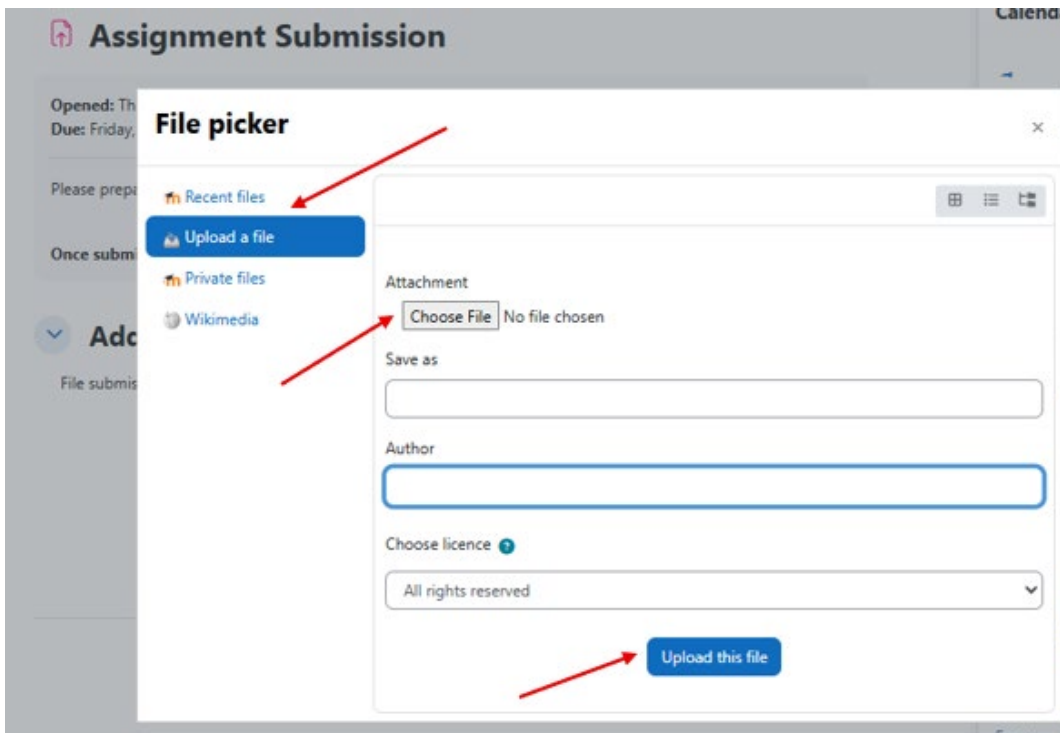 Calend
Assignment Submission
Opened: Th
Due: Friday,
Please prepa
Once submi
Add
File submis
File picker
×
Recent files
Upload a file
Private files
Wikimedia
Attachment
Choose File No file chosen
Save as
Author
Choose licence ?
All rights reserved
Upload this file